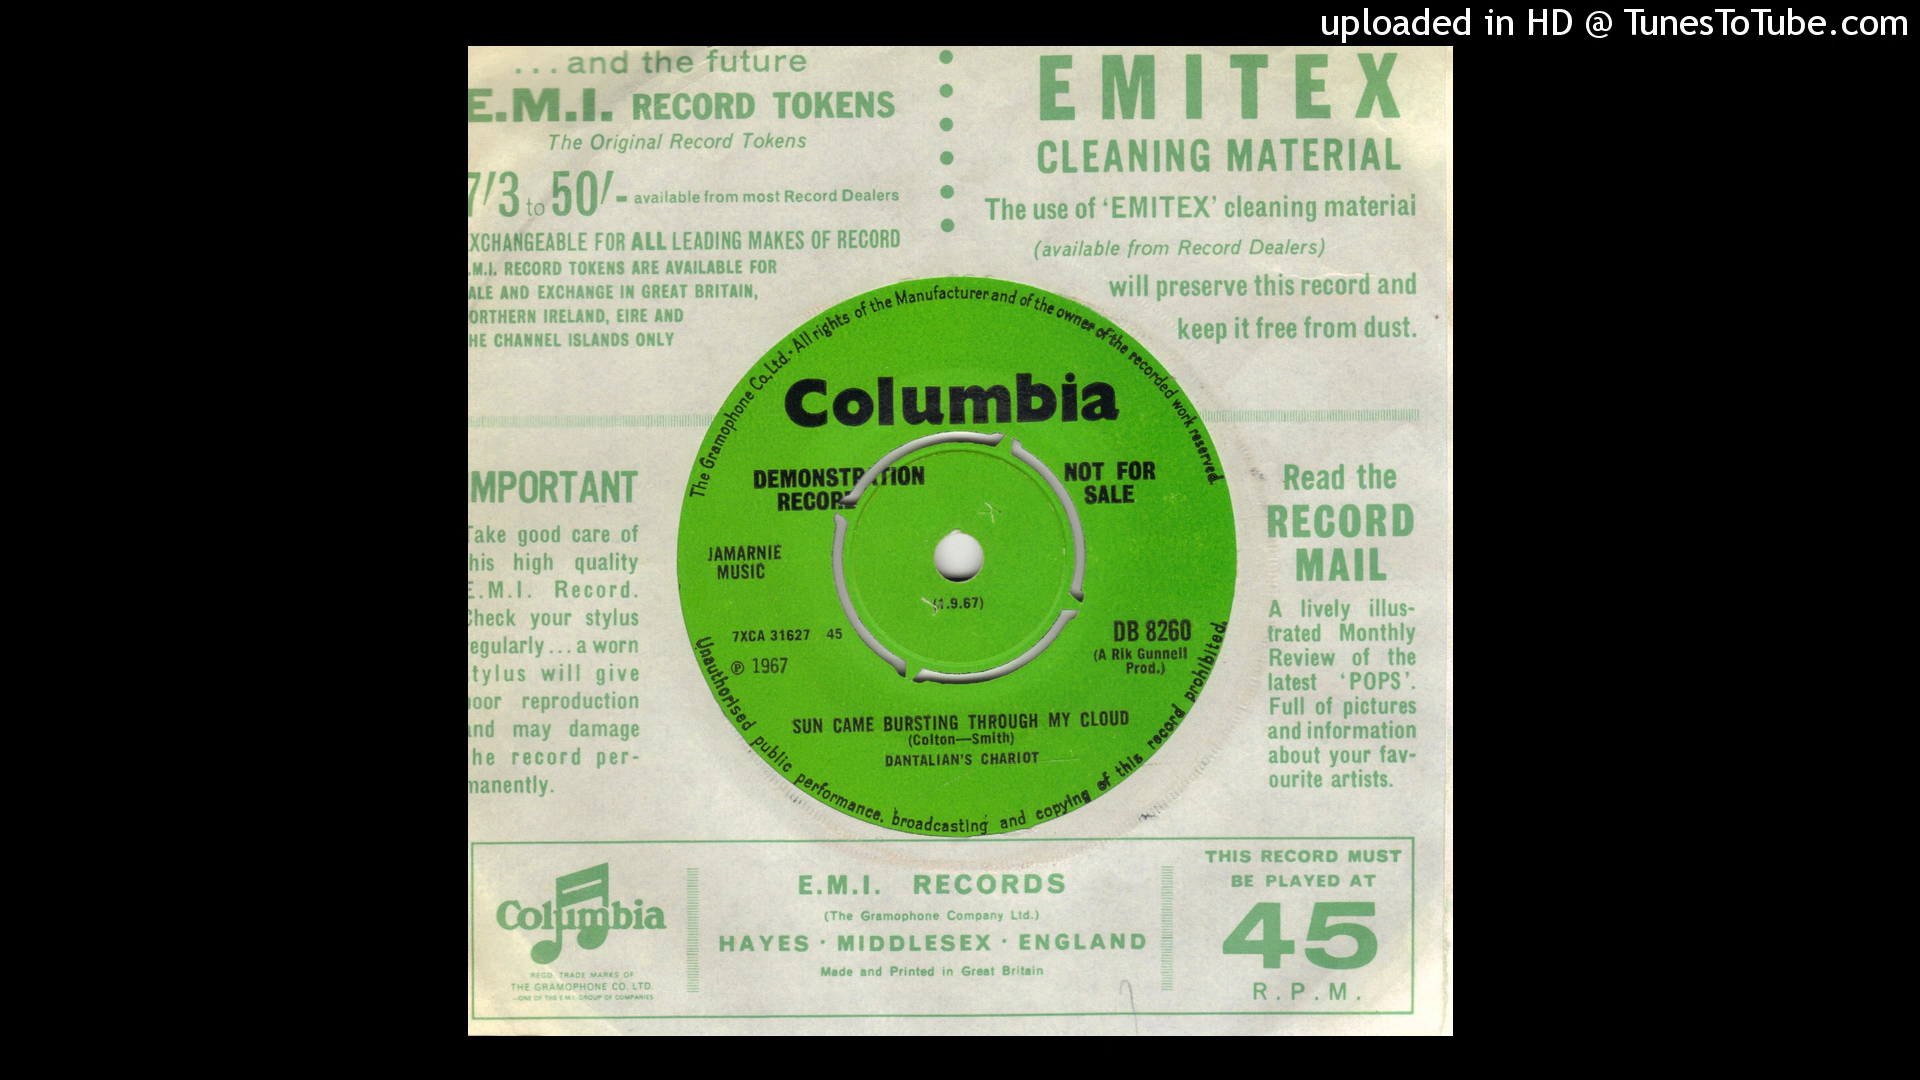 uploaded in HD @ TunesToTube.com
...and the future
E.M.I. RECORD TOKENS
The Original Record Tokens
7/3 to 50/- available from most Record Dealers
XCHANGEABLE FOR ALL LEADING MAKES OF RECORD
.M.I. RECORD TOKENS ARE AVAILABLE FOR
ALE AND EXCHANGE IN GREAT BRITAIN,
ORTHERN IRELAND, EIRE AND
HE CHANNEL ISLANDS ONLY
EMITEX
CLEANING MATERIAL
The use of 'EMITEX' cleaning material
(available from Record Dealers)
will preserve this record and
keep it free from dust.
MPORTANT
Take good care of
his high quality
E.M.I. Record.
Check your stylus
egularly...a worn
tylus will give
oor reproduction
and may damage
he record per-
manently.
The Gramophone Co. Ltd. · All rights of the Manufacturer and of the owner of the recorded work reserved.
Columbia
DEMONSTRATION
RECORD
NOT FOR
SALE
JAMARNIE
MUSIC
(1.9.67)
7XCA 31627 45
℗ 1967
DB 8260
(A Rik Gunnell
Prod.)
SUN CAME BURSTING THROUGH MY CLOUD
(Colton—Smith)
DANTALIAN'S CHARIOT
Unauthorised public performance, broadcasting and copying of this record prohibited.
Read the
RECORD
MAIL
A lively illus-
trated Monthly
Review of the
latest 'POPS'.
Full of pictures
and information
about your fav-
ourite artists.
Columbia
REGD. TRADE MARKS OF
THE GRAMOPHONE CO. LTD.
—ONE OF THE E.M.I. GROUP OF COMPANIES
E.M.I. RECORDS
(The Gramophone Company Ltd.)
HAYES · MIDDLESEX · ENGLAND
Made and Printed in Great Britain
THIS RECORD MUST
BE PLAYED AT
45
R.P.M.